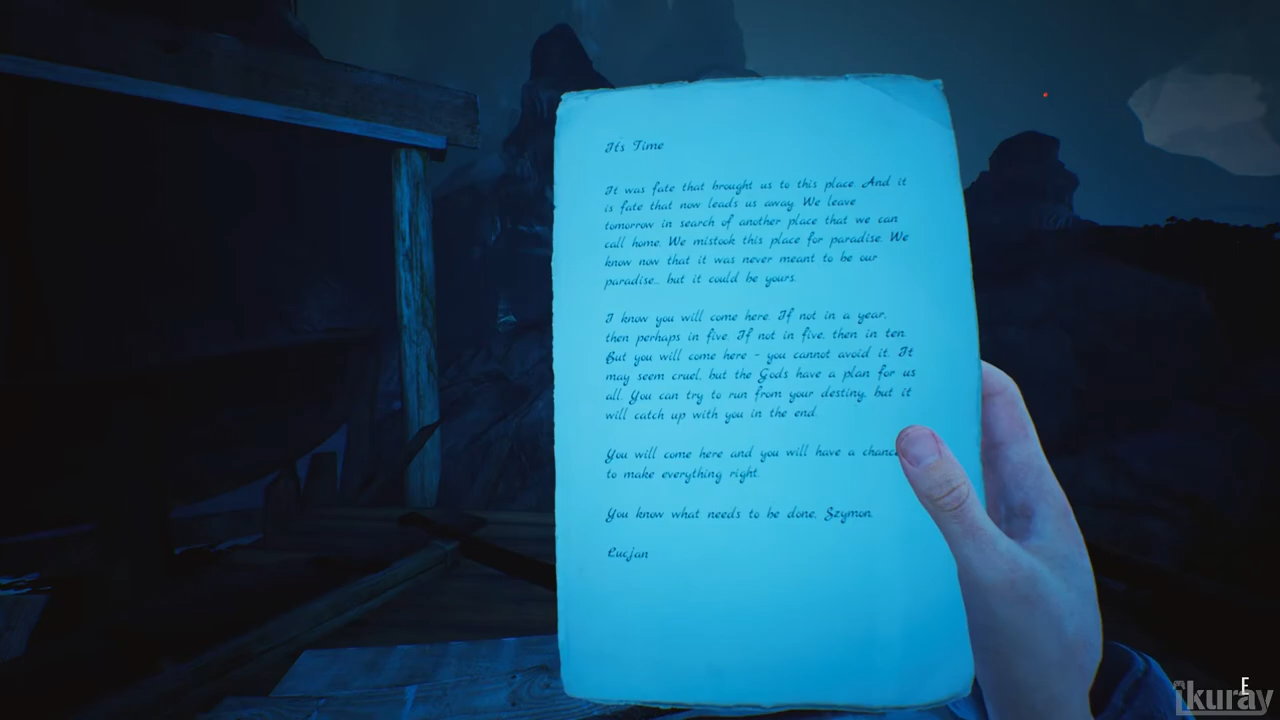 It's Time
It was fate that brought us to this place. And it
is fate that now leads us away. We leave
tomorrow in search of another place that we can
call home. We mistook this place for paradise. We
know now that it was never meant to be our
paradise... but it could be yours.
I know you will come here. If not in a year,
then perhaps in five. If not in five, then in ten.
But you will come here - you cannot avoid it. It
may seem cruel, but the Gods have a plan for us
all. You can try to run from your destiny, but it
will catch up with you in the end.
You will come here and you will have a chance
to make everything right.
You know what needs to be done, Szymon.
Lucjan
E
ikuray